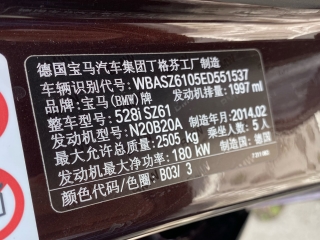 德国宝马汽车集团丁格芬工厂制造
车辆识别代号: WBASZ6105ED551537
品牌: 宝马(BMW)牌 发动机排量: 1997 ml
整车型号: 528i SZ61
发动机型号: N20B20A 制造年月: 2014.02
最大允许总质量: 2505 kg 乘坐人数: 5 人
发动机最大净功率: 180 kW 制造国: 德国
颜色代码/色圈: B03/ 3